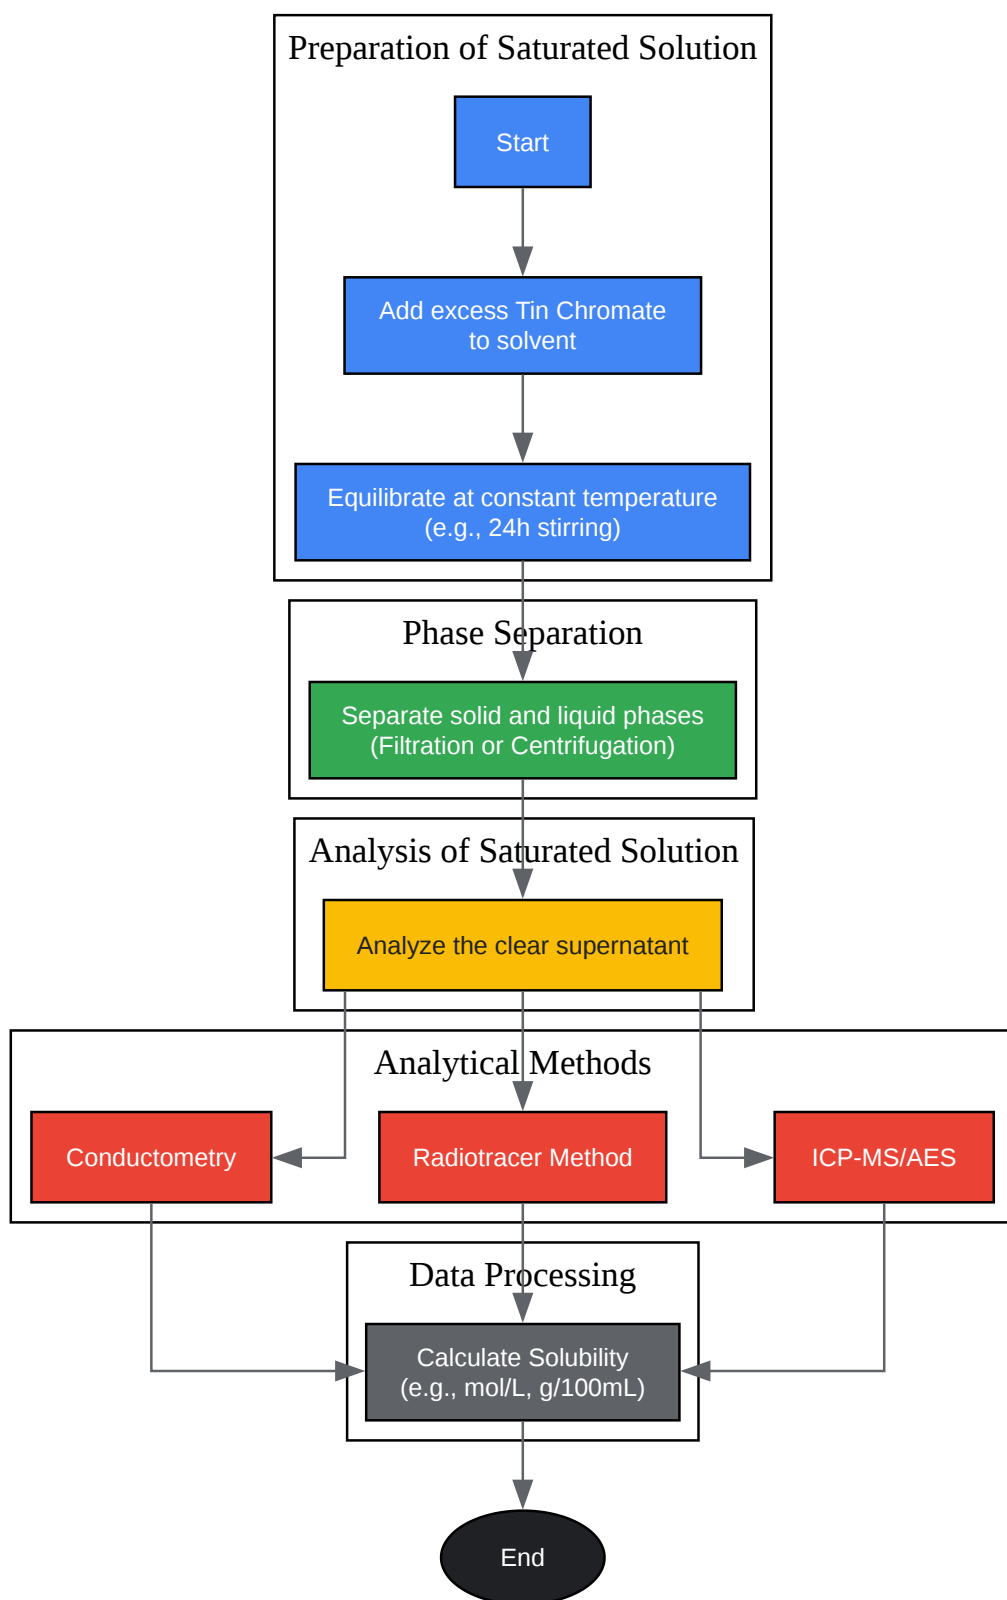 Preparation of Saturated Solution
Start
Add excess Tin Chromate
to solvent
Equilibrate at constant temperature
(e.g., 24h stirring)
Phase Separation
Separate solid and liquid phases
(Filtration or Centrifugation)
Analysis of Saturated Solution
Analyze the clear supernatant
Analytical Methods
Conductometry
Radiotracer Method
ICP-MS/AES
Data Processing
Calculate Solubility
(e.g., mol/L, g/100mL)
End